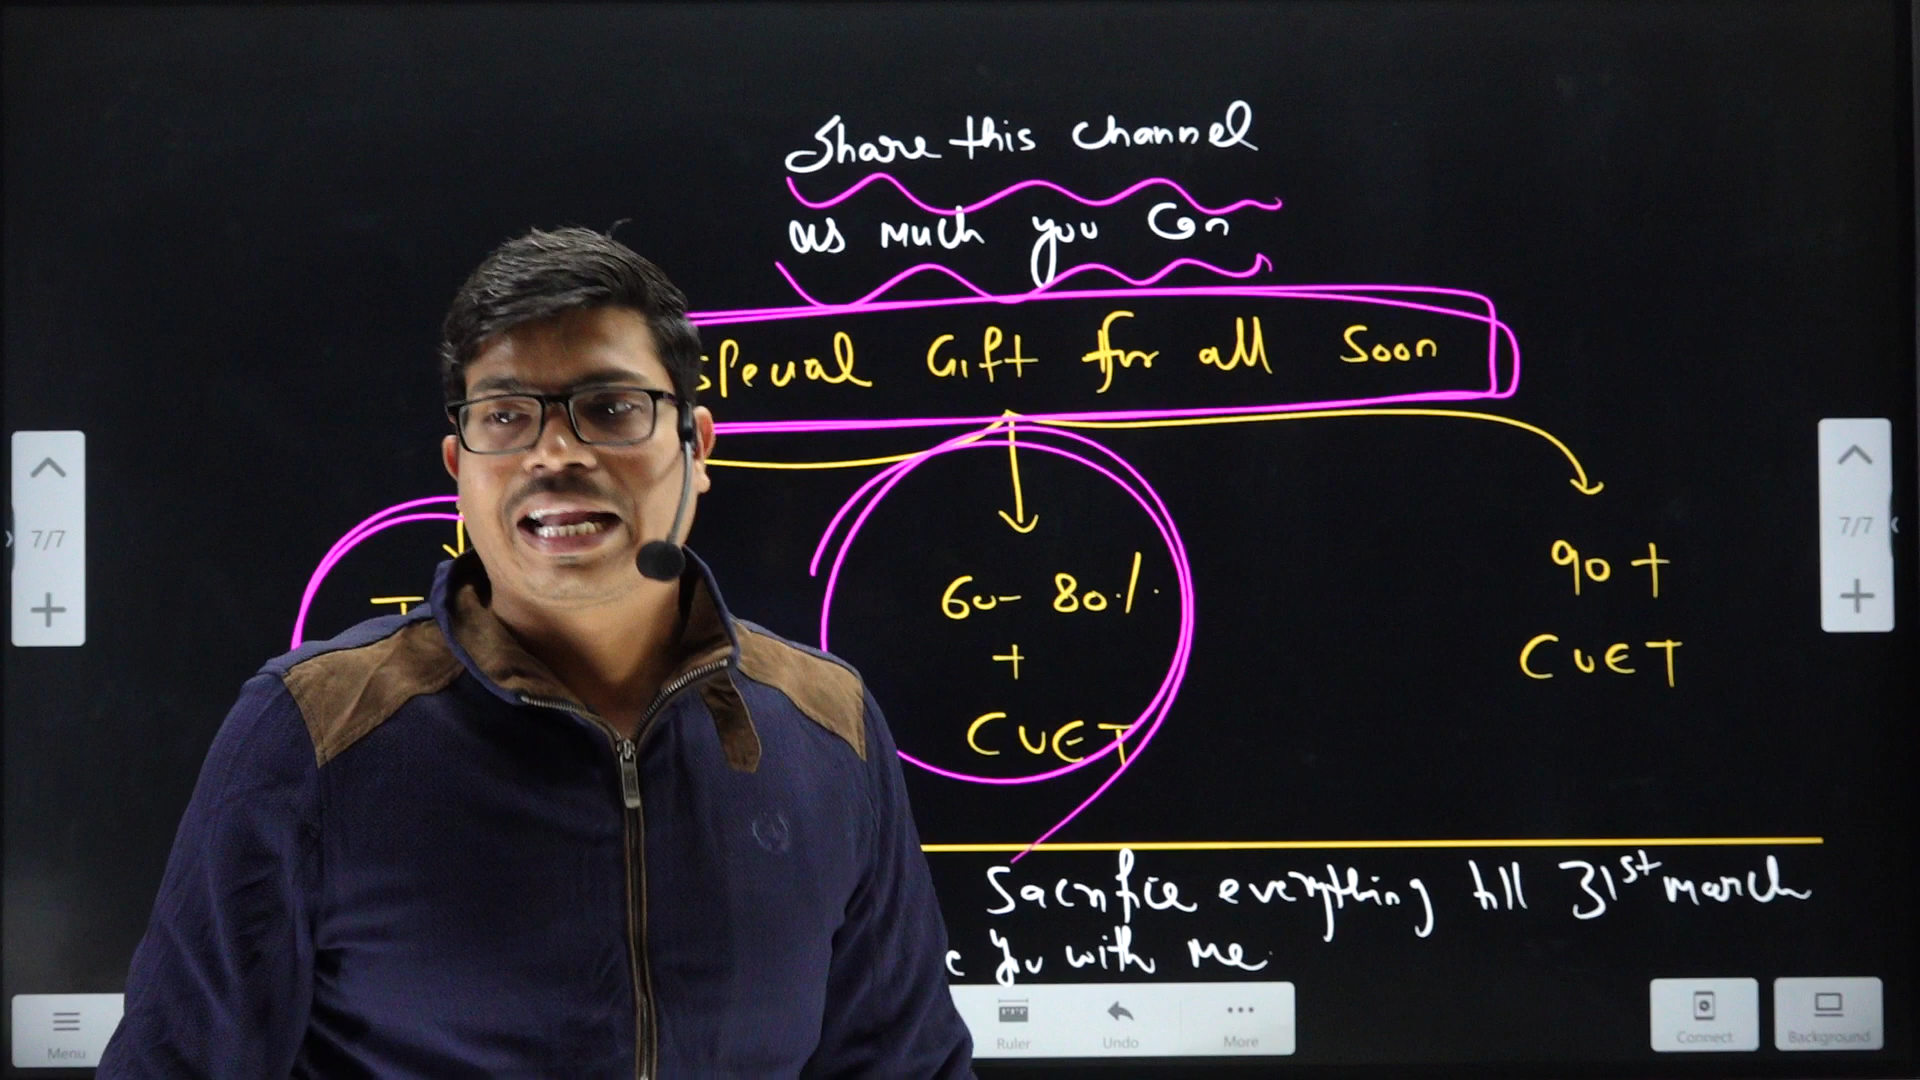 Share this channel
as much you can
special Gift for all soon
60- 80%
+
CUET
90 +
CUET
Sacrifice everything till 31st march
you with me.
7/7
7/7
Menu
Ruler
Undo
More
Connect
Background